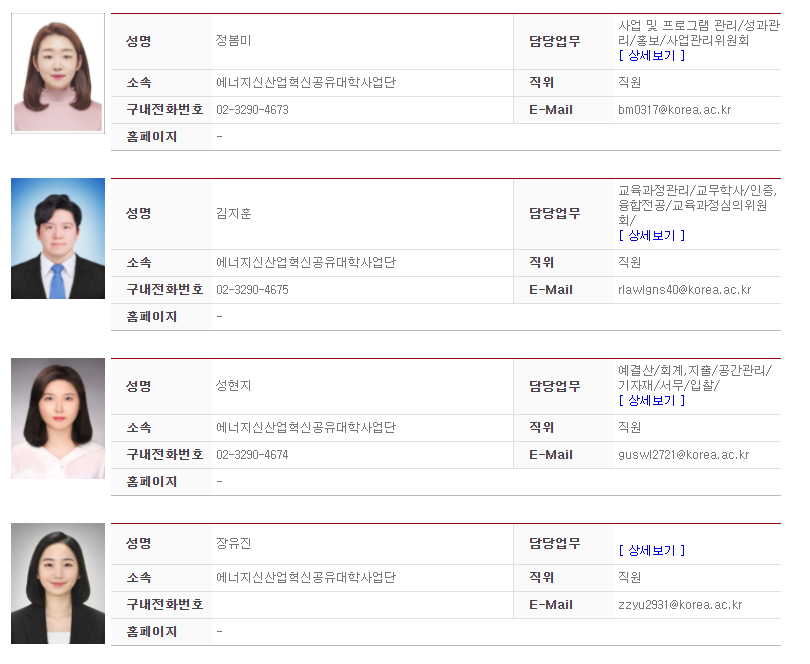 성명 정봄미 담당업무 사업 및 프로그램 관리/성과관
리/홍보/사업관리위원회
[ 상세보기 ]
소속 에너지신산업혁신공유대학사업단 직위 직원
구내전화번호 02-3290-4673 E-Mail bm0317@korea.ac.kr
홈페이지 -
성명 김지훈 담당업무 교육과정관리/교무학사/인증,
융합전공/교육과정심의위원
회/
[ 상세보기 ]
소속 에너지신산업혁신공유대학사업단 직위 직원
구내전화번호 02-3290-4675 E-Mail rlawlgns40@korea.ac.kr
홈페이지 -
성명 성현지 담당업무 예결산/회계,지출/공간관리/
기자재/서무/입찰/
[ 상세보기 ]
소속 에너지신산업혁신공유대학사업단 직위 직원
구내전화번호 02-3290-4674 E-Mail guswl2721@korea.ac.kr
홈페이지 -
성명 장유진 담당업무
[ 상세보기 ]
소속 에너지신산업혁신공유대학사업단 직위 직원
구내전화번호 E-Mail zzyu2931@korea.ac.kr
홈페이지 -